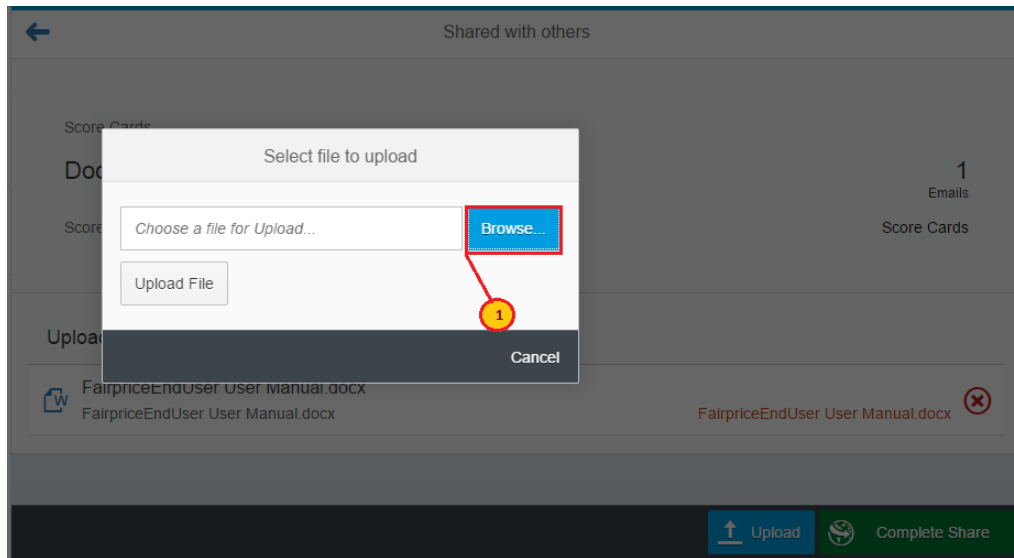 Shared with others
Score Cards
Select file to upload
Doc
1
Emails
Choose a file for Upload...
Browse...
Score
Score Cards
Upload File
1
Uploa
Cancel
FairpriceEndUser User Manual.docx
W
FairpriceEndUser User Manual.docx
FairpriceEndUser User Manual.docx
Upload
Complete Share